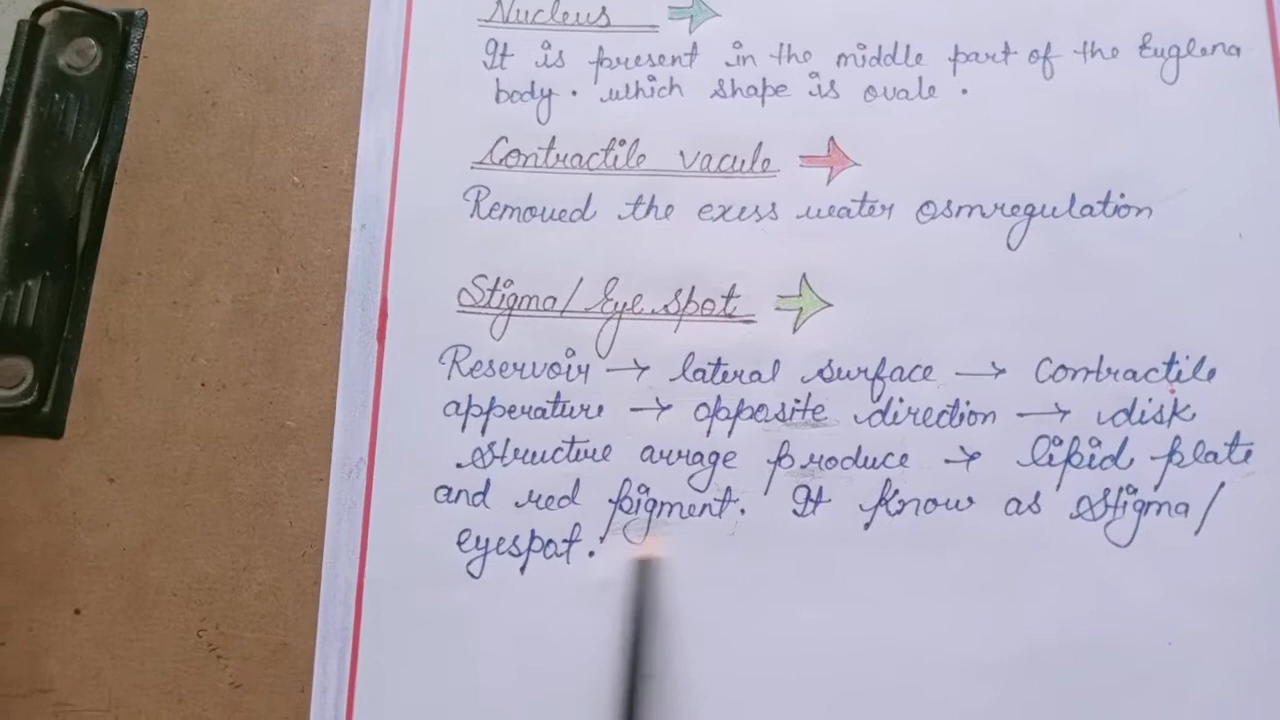 Nucleus →
It is present in the middle part of the Euglena
body. which shape is ovale.
Contractile vacule →
Removed the exess weater osmregulation
Stigma/Eye spot →
Reservoir → lateral surface → Contractile
apperature → opposite direction → disk
structure arrage produce → lipid plate
and red pigment. It know as Stigma/
eyespot.